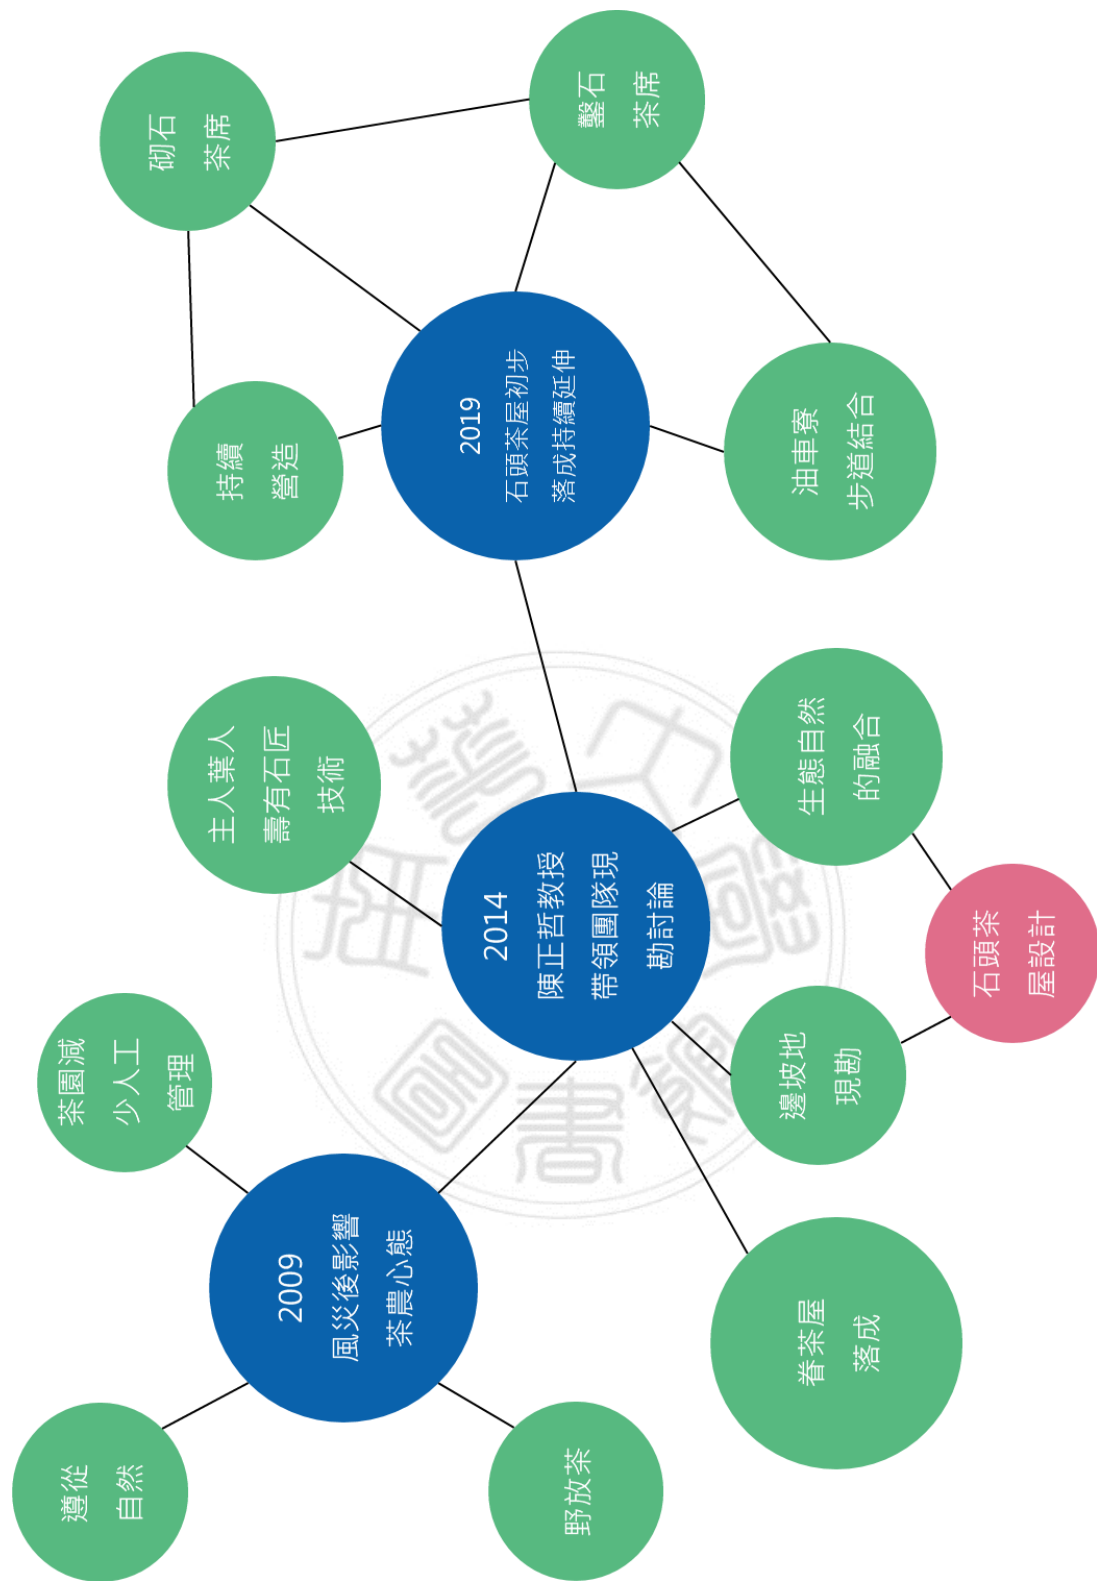 遵從
自然
茶園減
少人工
管理
2009
風災後影響
茶農心態
野放茶
主人葉人
壽有石匠
技術
2014
陳正哲教授
帶領團隊現
勘討論
眷茶屋
落成
邊坡地
現勘
生態自然
的融合
石頭茶
屋設計
砌石
茶席
持續
營造
2019
石頭茶屋初步
落成持續延伸
鑿石
茶席
油車寮
步道結合